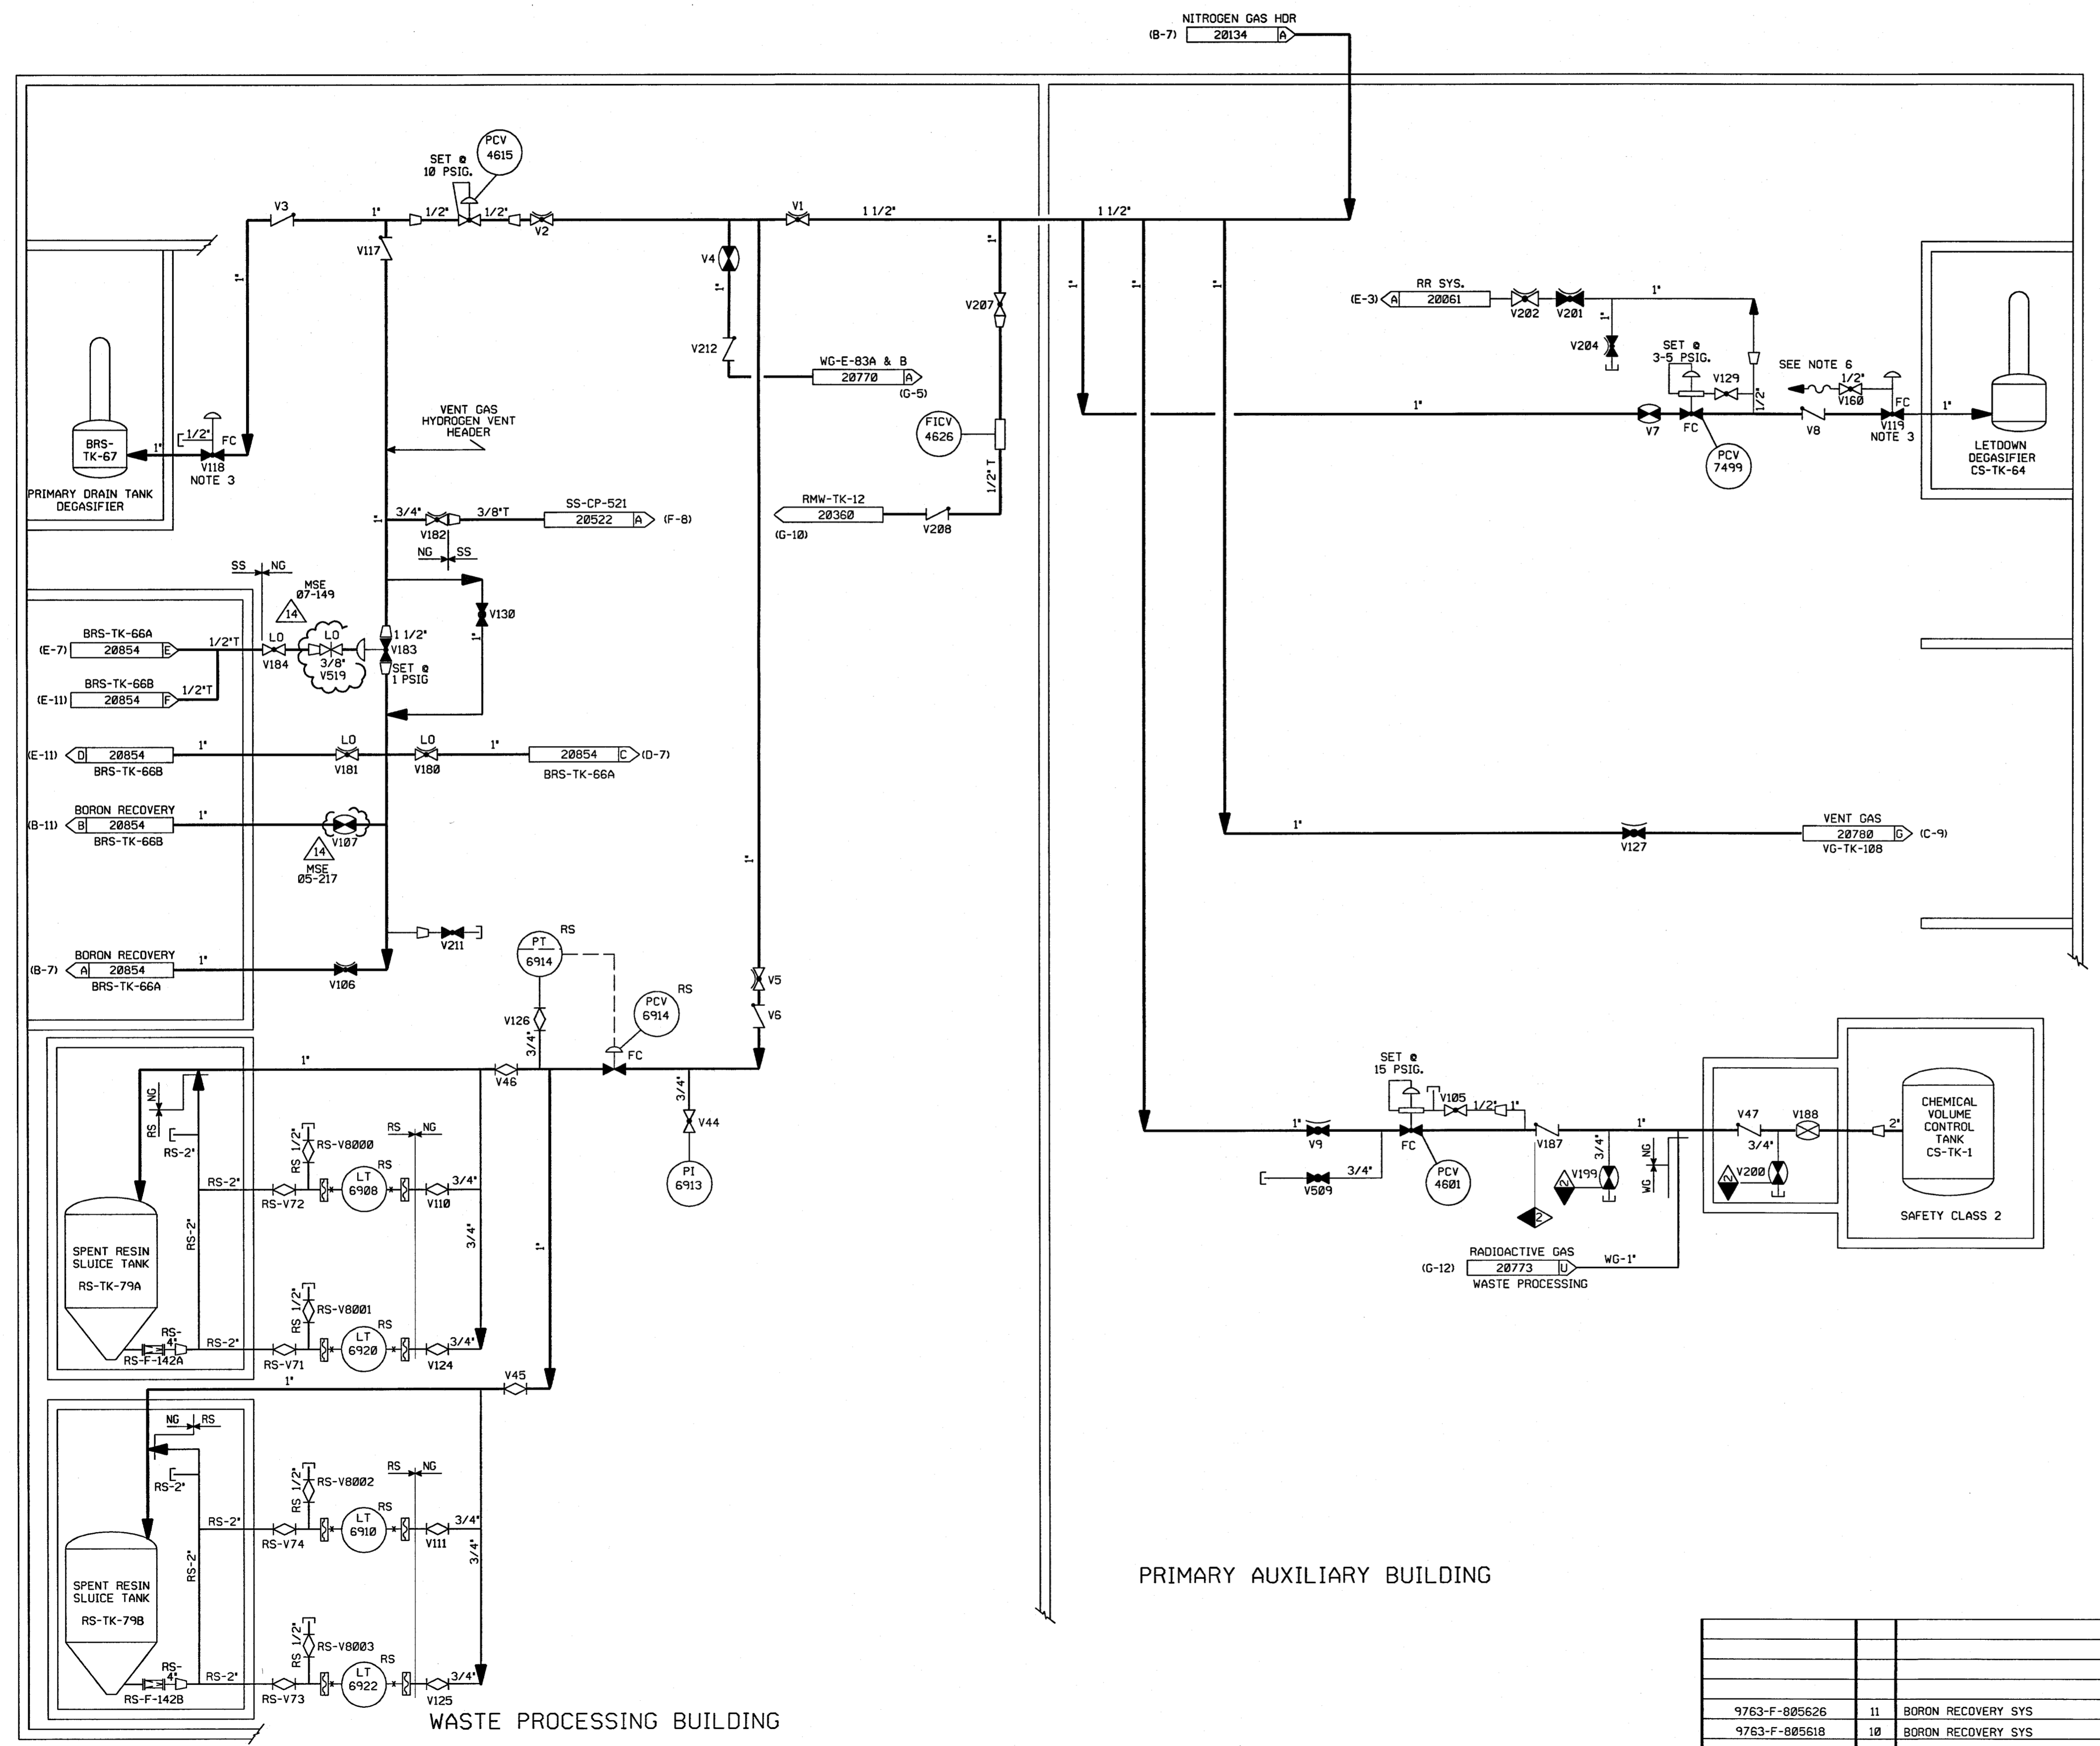 NITROGEN GAS HDR
(B-7) 20134 A
PCV
4615
SET @
10 PSIG.
V3
1"
1/2"
1/2"
V2
V1
1 1/2"
1 1/2"
V117
V4
1"
1"
1"
1"
1"
1"
V207
V212
WG-E-83A & B
20770 A
(G-5)
RR SYS.
(E-3) A 20061
V202
V201
1"
1"
V204
SET @
3-5 PSIG.
V129
1/2"
SEE NOTE 6
1/2"
V160
FC
V119
NOTE 3
1"
1"
V7
FC
V8
PCV
7499
LETDOWN
DEGASIFIER
CS-TK-64
BRS-
TK-67
1"
1/2"
FC
V118
NOTE 3
PRIMARY DRAIN TANK
DEGASIFIER
VENT GAS
HYDROGEN VENT
HEADER
FICV
4626
1/2" T
RMW-TK-12
20360
(G-10)
V208
1"
3/4"
V182
3/8"T
SS-CP-521
20522 A (F-8)
NG SS
SS NG
MSE
07-149
14
V130
1"
BRS-TK-66A
(E-7) 20854 E
1/2"T
LO
V184
LO
3/8"
V519
1 1/2"
V183
SET @
1 PSIG
BRS-TK-66B
(E-11) 20854 F
1/2"T
(E-11) D 20854
BRS-TK-66B
1"
LO
V181
LO
V180
1"
20854 C (D-7)
BRS-TK-66A
BORON RECOVERY
(B-11) B 20854
BRS-TK-66B
1"
V107
14
MSE
05-217
1"
1"
V127
VENT GAS
20780 G (C-9)
VG-TK-108
V211
BORON RECOVERY
(B-7) A 20854
BRS-TK-66A
1"
V106
PT
6914
RS
PCV
6914
RS
V126
3/4"
FC
V5
V6
1"
V46
3/4"
V44
PI
6913
NG
RS
RS-2"
RS 1/2"
RS-V8000
RS NG
RS-2"
RS-V72
LT
6908
RS
V110
3/4"
RS-2"
3/4"
1"
SPENT RESIN
SLUICE TANK
RS-TK-79A
RS 1/2"
RS-V8001
RS-
4"
RS-F-142A
RS-2"
RS-V71
LT
6920
RS
V124
3/4"
1"
V45
NG RS
RS-2"
RS 1/2"
RS-V8002
RS NG
RS-2"
RS-V74
LT
6910
RS
V111
3/4"
RS-2"
3/4"
SPENT RESIN
SLUICE TANK
RS-TK-79B
RS 1/2"
RS-V8003
RS-
4"
RS-F-142B
RS-2"
RS-V73
LT
6922
RS
V125
3/4"
WASTE PROCESSING BUILDING
SET @
15 PSIG.
V105
1/2"
1"
1"
V9
FC
V187
1"
3/4"
V509
PCV
4601
2
3/4"
V199
2
NG
WG
V47
V188
3/4"
V200
2
2"
CHEMICAL
VOLUME
CONTROL
TANK
CS-TK-1
SAFETY CLASS 2
RADIOACTIVE GAS
(G-12) 20773 U
WASTE PROCESSING
WG-1"
PRIMARY AUXILIARY BUILDING
9763-F-805626 11 BORON RECOVERY SYS
9763-F-805618 10 BORON RECOVERY SYS